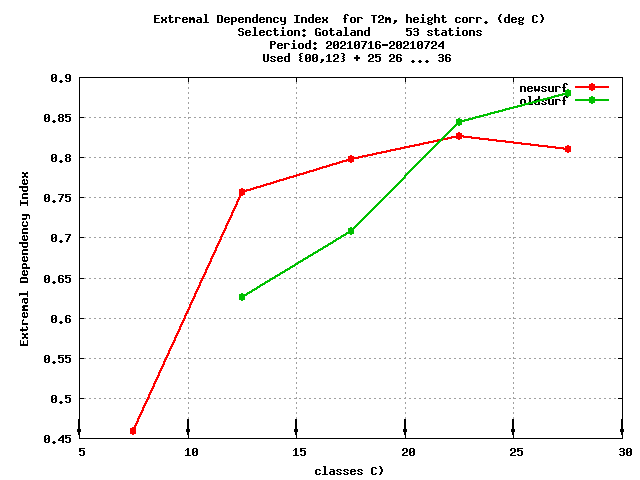 Extremal Dependency Index  for T2m, height corr. (deg C)
Selection: Gotaland     53 stations
Period: 20210716-20210724
Used {00,12} + 25 26 ... 36
newsurf
oldsurf
0.9
0.85
0.8
0.75
0.7
0.65
0.6
0.55
0.5
0.45
Extremal Dependency Index
5 10 15 20 25 30
classes C)